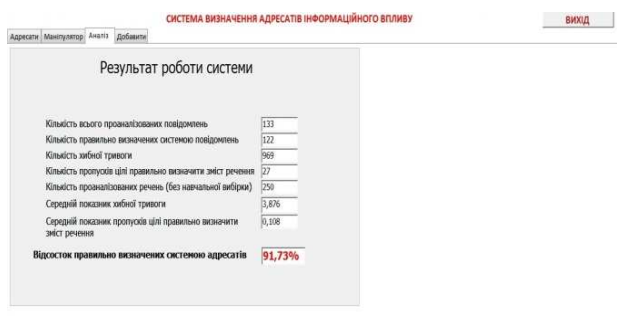 СИСТЕМА ВИЗНАЧЕННЯ АДРЕСАТІВ ІНФОРМАЦІЙНОГО ВПЛИВУ
ВИХІД
Адресати Маніпулятор Аналіз Добавити
Результат роботи системи
Кількість всього проаналізованих повідомлень 133
Кількість правильно визначених системою повідомлень 122
Кількість хибної тривоги 969
Кількість пропусків цілі правильно визначити зміст речення 27
Кількість проаналізованих речень (без навчальної вибірки) 250
Середній показник хибної тривоги 3,876
Середній показник пропусків цілі правильно визначити 0,108
зміст речення
Відсосток правильно визначених системою адресатів 91,73%